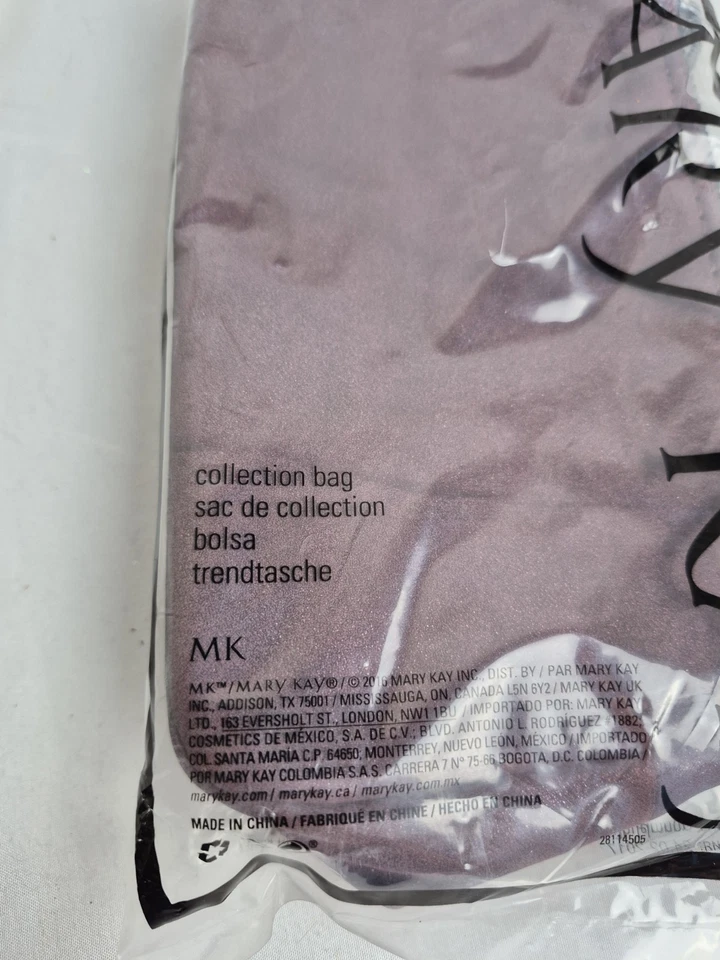 collection bag
sac de collection
bolsa
trendtasche
MK
MK™/MARY KAY®/© 2016 MARY KAY INC., DIST. BY / PAR MARY KAY
INC., ADDISON, TX 75001 / MISSISSAUGA, ON, CANADA L5N 6Y2 / MARY KAY UK
LTD., 163 EVERSHOLT ST., LONDON, NW1 1BU / IMPORTADO POR: MARY KAY
COSMETICS DE MÉXICO, S.A. DE C.V.; BLVD. ANTONIO L. RODRÍGUEZ #1882;
COL. SANTA MARÍA C.P. 64650; MONTERREY, NUEVO LEÓN, MÉXICO / IMPORTADO
POR MARY KAY COLOMBIA S.A.S. CARRERA 7 Nº 75-66 BOGOTA, D.C. COLOMBIA /
marykay.com / marykay.ca / marykay.com.mx
MADE IN CHINA / FABRIQUÉ EN CHINE / HECHO EN CHINA
28114505